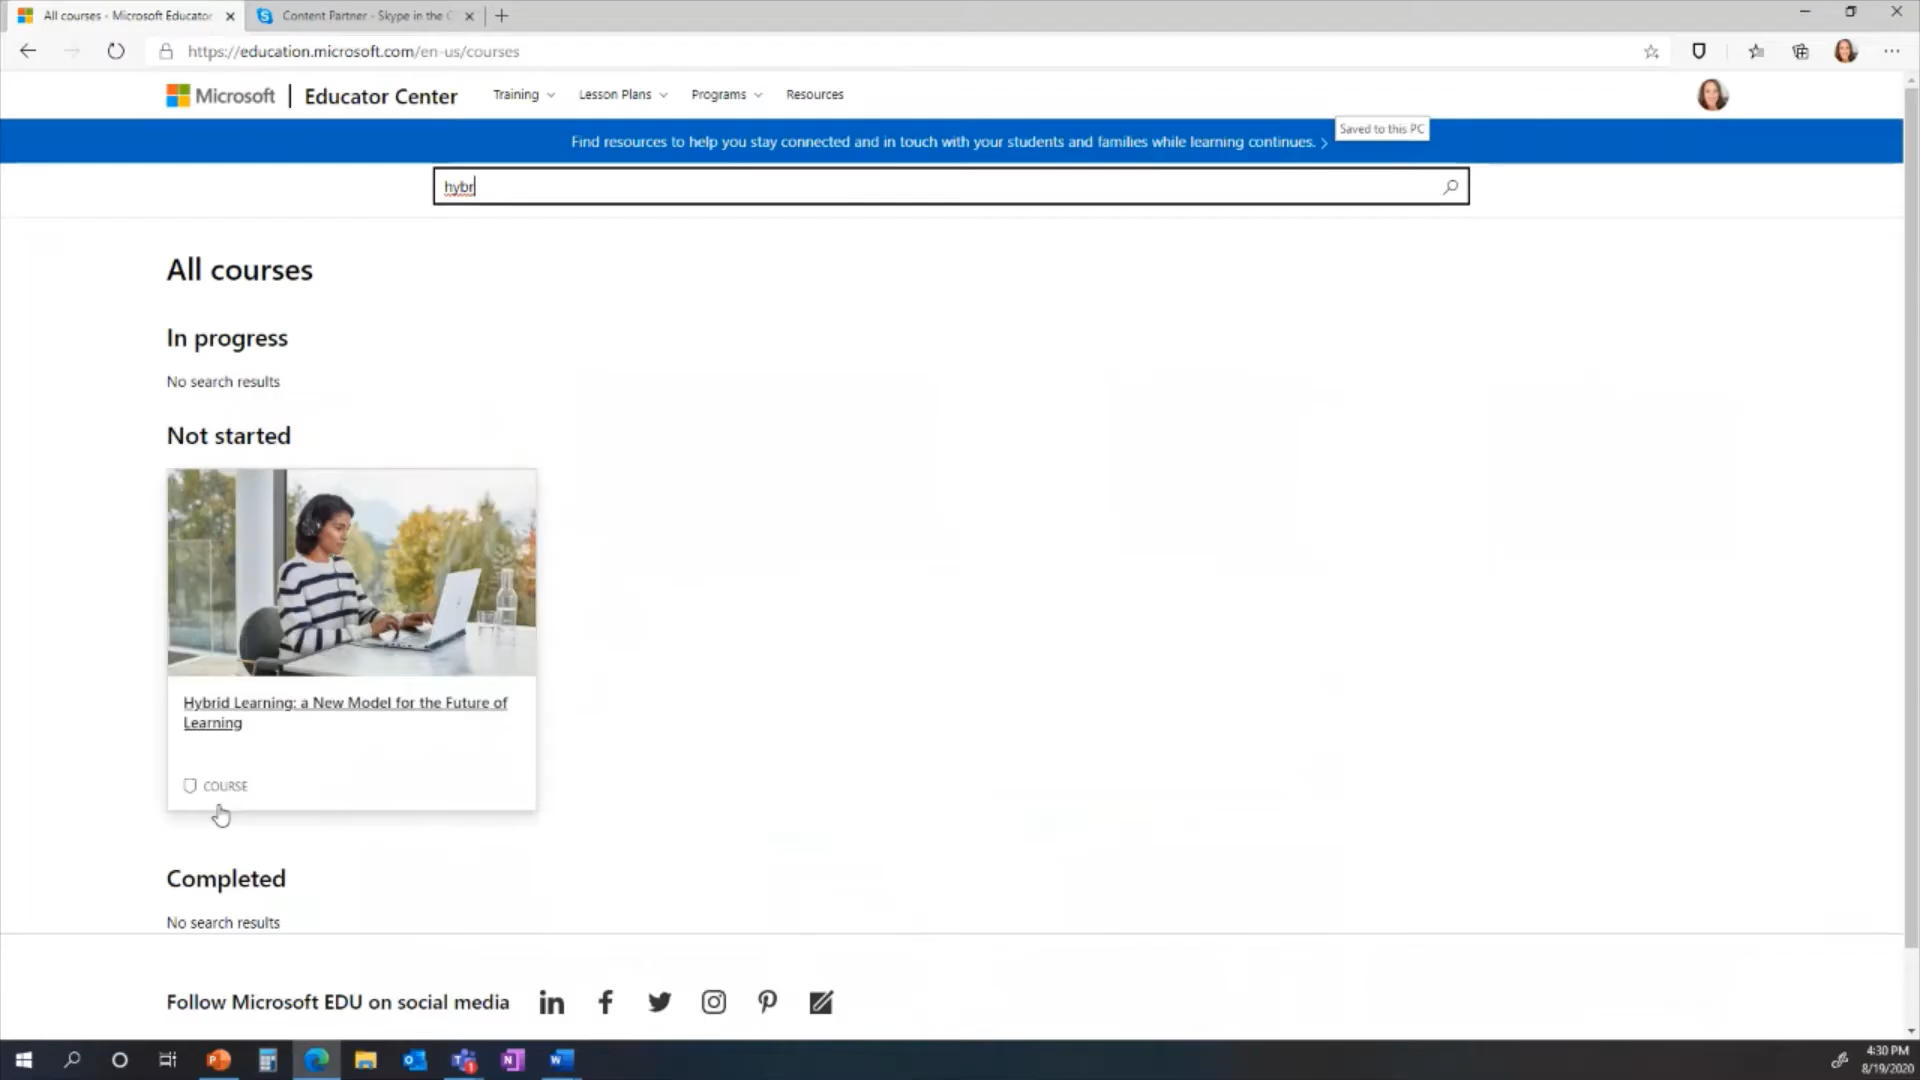 All courses - Microsoft Educator
Content Partner - Skype in the C
https://education.microsoft.com/en-us/courses
Microsoft | Educator Center
Training
Lesson Plans
Programs
Resources
Saved to this PC
Find resources to help you stay connected and in touch with your students and families while learning continues. >
hybr
All courses
In progress
No search results
Not started
Hybrid Learning: a New Model for the Future of
Learning
COURSE
Completed
No search results
Follow Microsoft EDU on social media
4:30 PM
8/19/2020